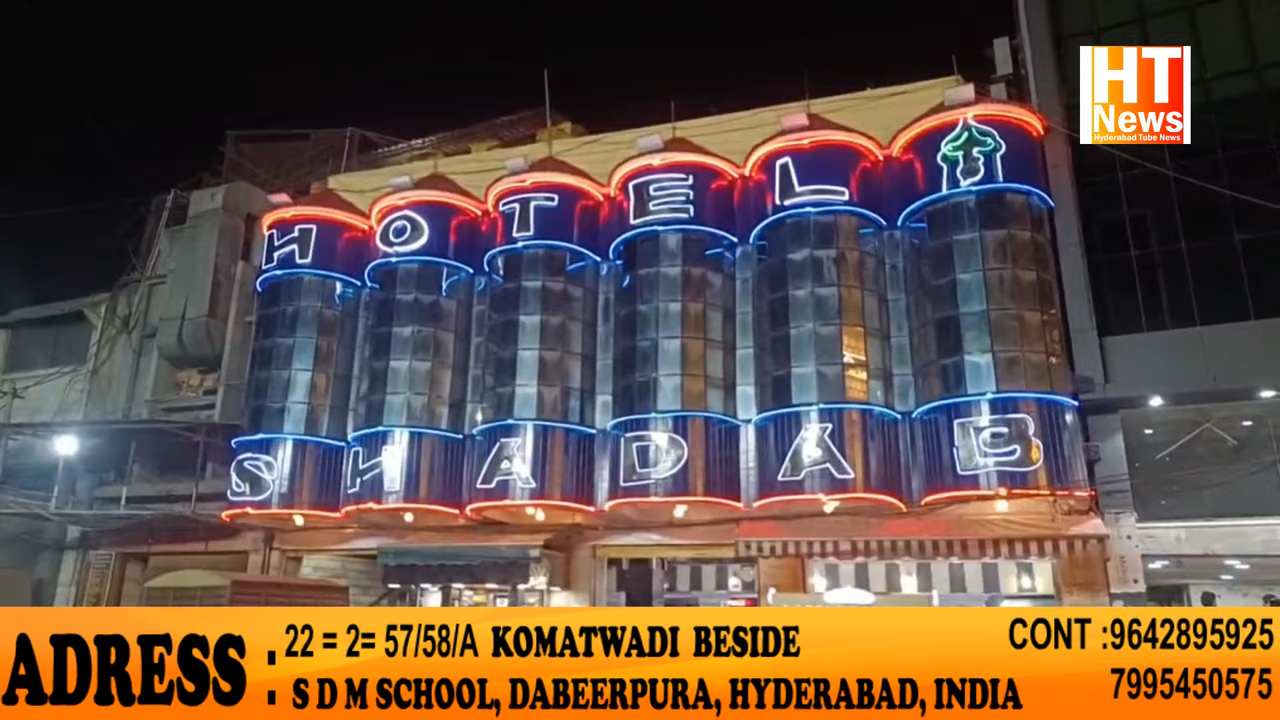 HT
News
Hyderabad Tube News
HOTEL
SHADAB
ADRESS :
22 = 2= 57/58/A KOMATWADI BESIDE
S D M SCHOOL, DABEERPURA, HYDERABAD, INDIA
CONT :9642895925
7995450575